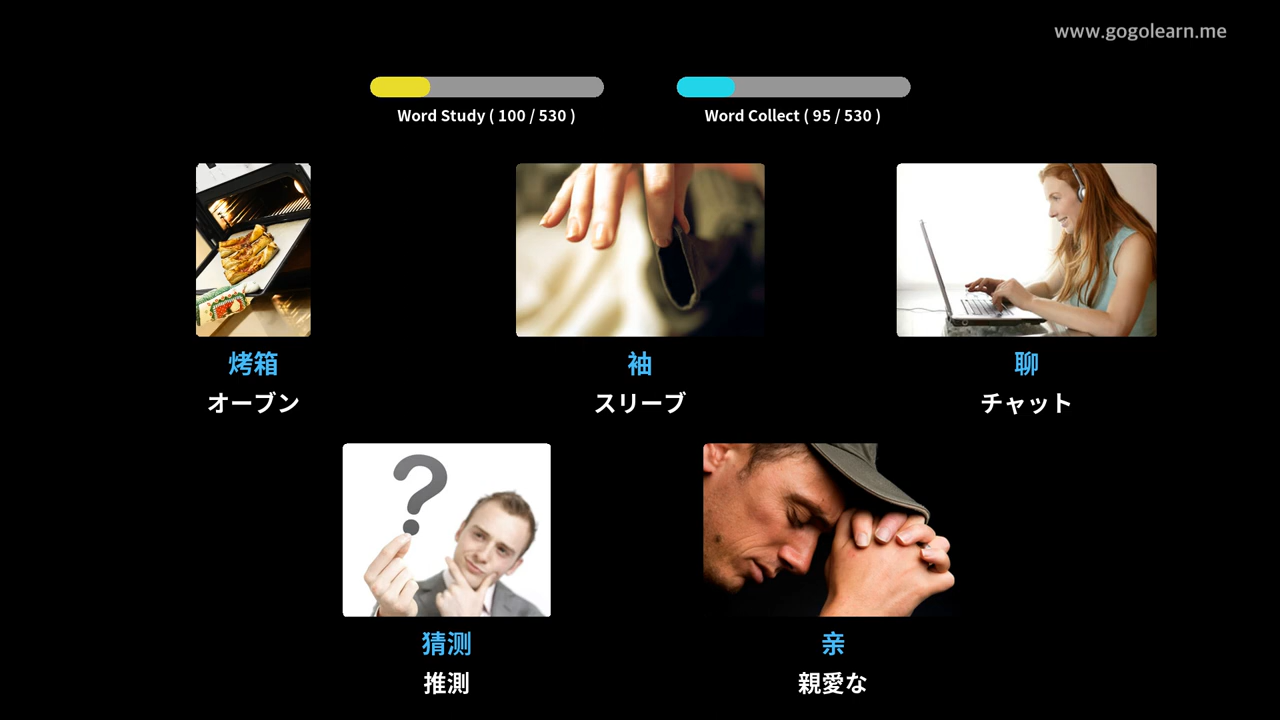 www.gogolearn.me
Word Study ( 100 / 530 )
Word Collect ( 95 / 530 )
烤箱
オーブン
袖
スリーブ
聊
チャット
猜测
推測
亲
親愛な